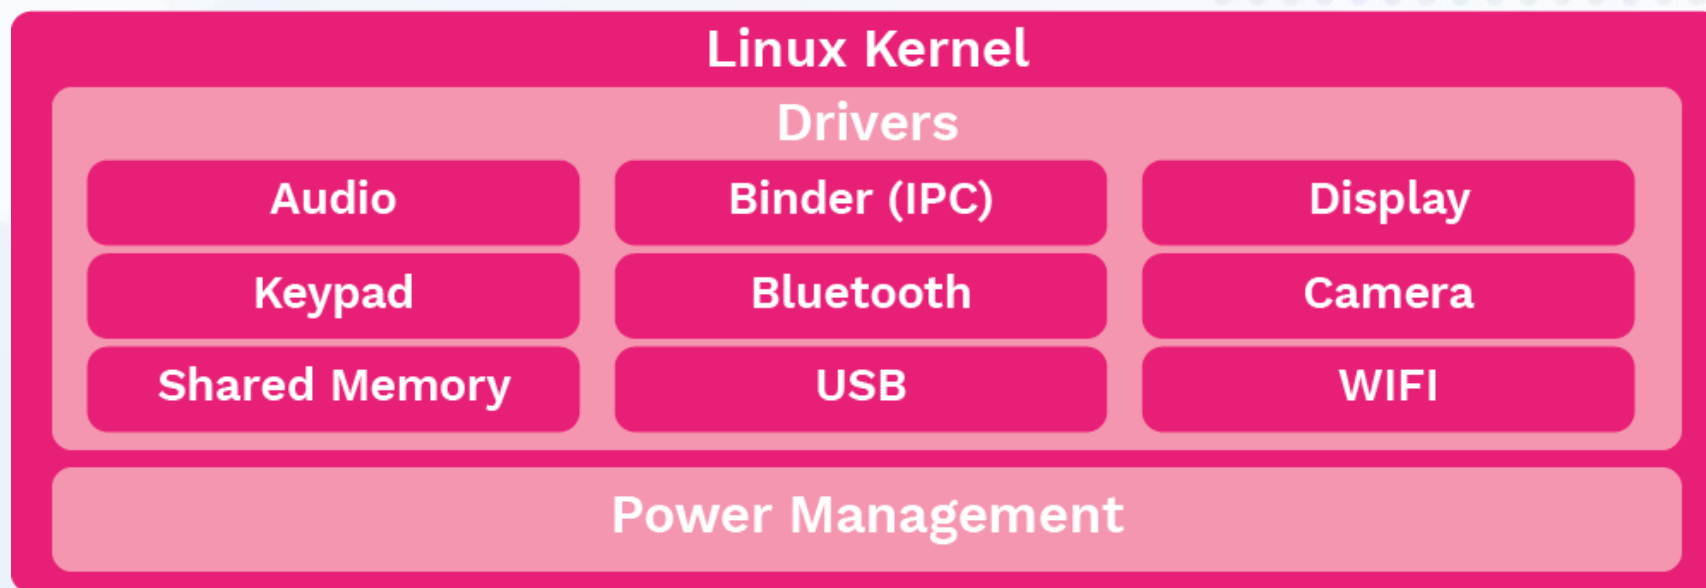 Linux Kernel
Drivers
Audio
Binder (IPC)
Display
Keypad
Bluetooth
Camera
Shared Memory
USB
WIFI
Power Management